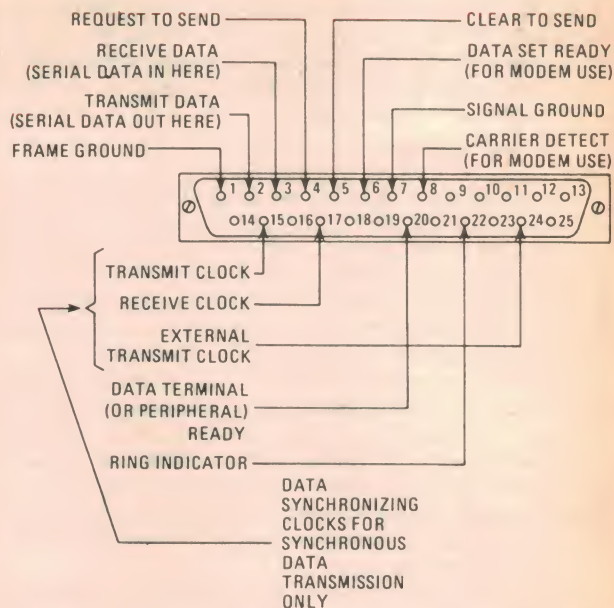 REQUEST TO SEND
RECEIVE DATA
(SERIAL DATA IN HERE)
TRANSMIT DATA
(SERIAL DATA OUT HERE)
FRAME GROUND
CLEAR TO SEND
DATA SET READY
(FOR MODEM USE)
SIGNAL GROUND
CARRIER DETECT
(FOR MODEM USE)
1 2 3 4 5 6 7 8 9 10 11 12 13
14 15 16 17 18 19 20 21 22 23 24 25
TRANSMIT CLOCK
RECEIVE CLOCK
EXTERNAL
TRANSMIT CLOCK
DATA TERMINAL
(OR PERIPHERAL)
READY
RING INDICATOR
DATA
SYNCHRONIZING
CLOCKS FOR
SYNCHRONOUS
DATA
TRANSMISSION
ONLY